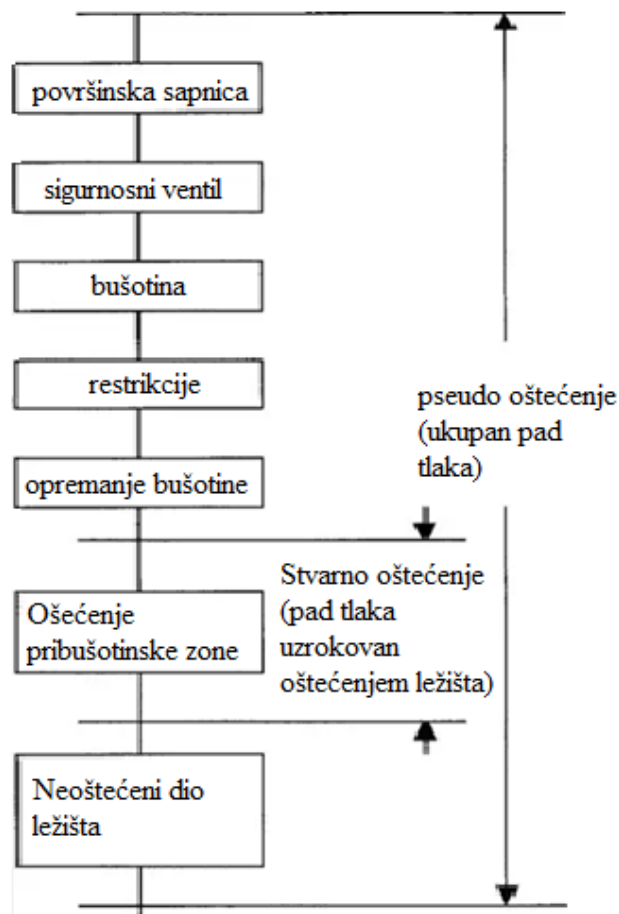 površinska sapnica
sigurnosni ventil
bušotina
restrikcije
opremanje bušotine
pseudo oštećenje
(ukupan pad
tlaka)
Ošećenje
pribušotinske zone
Stvarno oštećenje
(pad tlaka
uzrokovan
oštećenjem ležišta)
Neoštećeni dio
ležišta